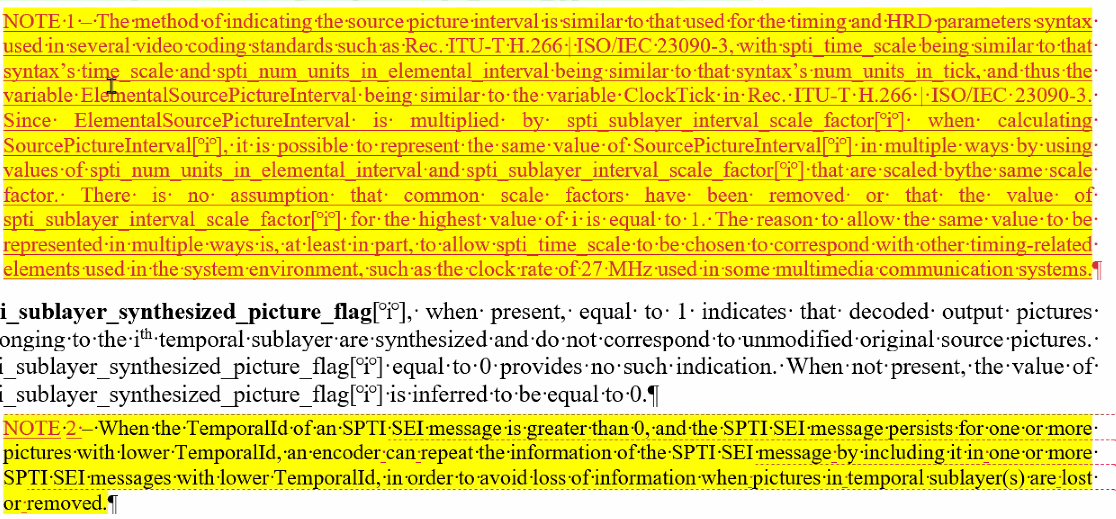 NOTE 1 – The method of indicating the source picture interval is similar to that used for the timing and HRD parameters syntax
used in several video coding standards such as Rec. ITU-T H.266 | ISO/IEC 23090-3, with spti_time_scale being similar to that
syntax's time_scale and spti_num_units_in_elemental_interval being similar to that syntax's num_units_in_tick, and thus the
variable ElementalSourcePictureInterval being similar to the variable ClockTick in Rec. ITU-T H.266 | ISO/IEC 23090-3.
Since ElementalSourcePictureInterval is multiplied by spti_sublayer_interval_scale_factor[ i ] when calculating
SourcePictureInterval[ i ], it is possible to represent the same value of SourcePictureInterval[ i ] in multiple ways by using
values of spti_num_units_in_elemental_interval and spti_sublayer_interval_scale_factor[ i ] that are scaled bythe same scale
factor. There is no assumption that common scale factors have been removed or that the value of
spti_sublayer_interval_scale_factor[ i ] for the highest value of i is equal to 1. The reason to allow the same value to be
represented in multiple ways is, at least in part, to allow spti_time_scale to be chosen to correspond with other timing-related
elements used in the system environment, such as the clock rate of 27 MHz used in some multimedia communication systems.¶
i_sublayer_synthesized_picture_flag[ i ], when present, equal to 1 indicates that decoded output pictures
onging to the ith temporal sublayer are synthesized and do not correspond to unmodified original source pictures.
i_sublayer_synthesized_picture_flag[ i ] equal to 0 provides no such indication. When not present, the value of
i_sublayer_synthesized_picture_flag[ i ] is inferred to be equal to 0.¶
NOTE 2 – When the TemporalId of an SPTI SEI message is greater than 0, and the SPTI SEI message persists for one or more
pictures with lower TemporalId, an encoder can repeat the information of the SPTI SEI message by including it in one or more
SPTI SEI messages with lower TemporalId, in order to avoid loss of information when pictures in temporal sublayer(s) are lost
or removed.¶